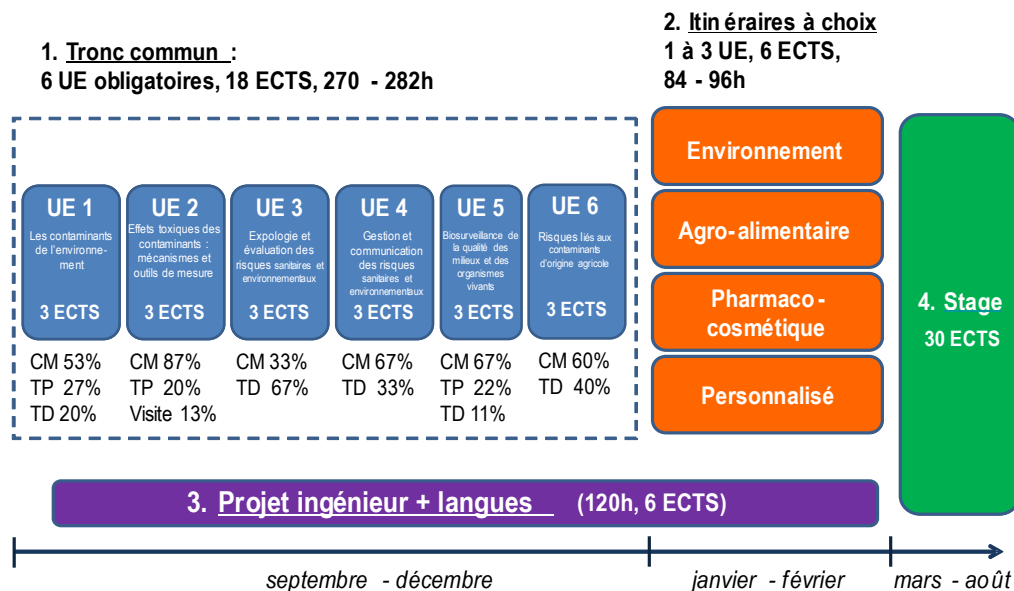 1. Tronc commun :
6 UE obligatoires, 18 ECTS, 270 - 282h
2. Itin éraires à choix
1 à 3 UE, 6 ECTS,
84 - 96h
UE 1
Les contaminants
de l'environne-
ment
3 ECTS
CM 53%
TP 27%
TD 20%
UE 2
Effets toxiques des
contaminants :
mécanismes et
outils de mesure
3 ECTS
CM 87%
TP 20%
Visite 13%
UE 3
Expologie et
évaluation des
risques sanitaires et
environnementaux
3 ECTS
CM 33%
TD 67%
UE 4
Gestion et
communication
des risques
sanitaires et
environnementaux
3 ECTS
CM 67%
TD 33%
UE 5
Biosurveillance de
la qualité des
milieux et des
organismes
vivants
3 ECTS
CM 67%
TP 22%
TD 11%
UE 6
Risques liés aux
contaminants
d'origine agricole
3 ECTS
CM 60%
TD 40%
Environnement
Agro-alimentaire
Pharmaco -
cosmétique
Personnalisé
4. Stage
30 ECTS
3. Projet ingénieur + langues (120h, 6 ECTS)
septembre - décembre
janvier - février
mars - août